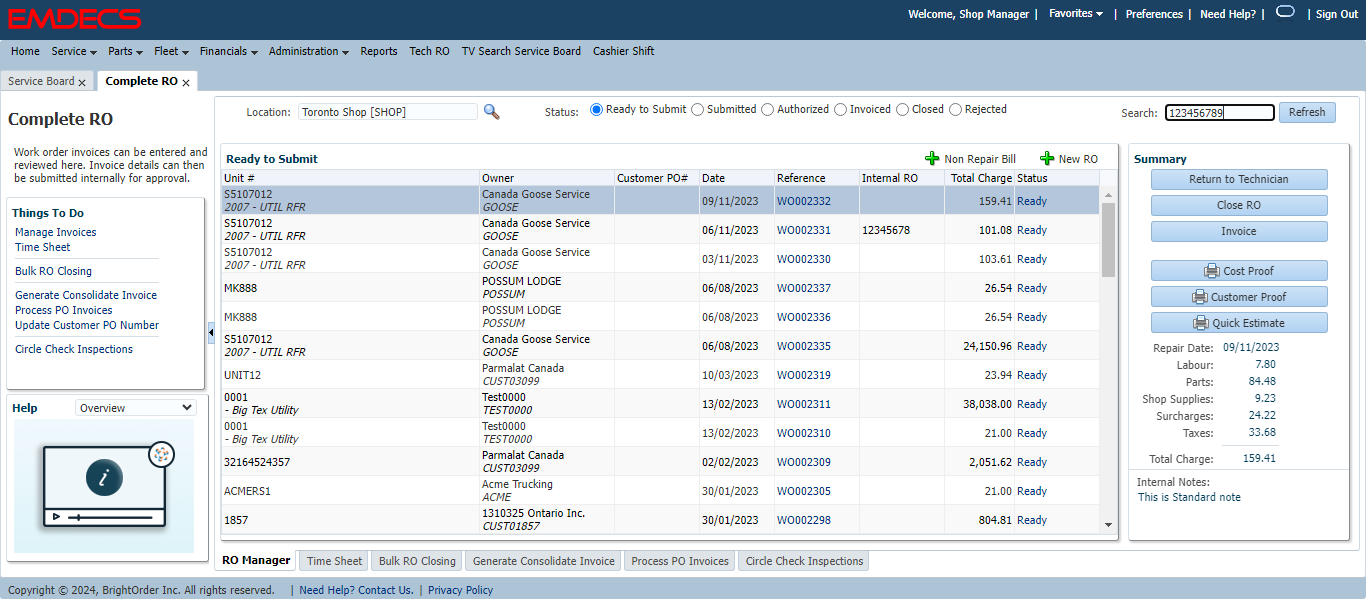 EMDECS
Welcome, Shop Manager | Favorites | Preferences | Need Help? | | Sign Out
Home Service Parts Fleet Financials Administration Reports Tech RO TV Search Service Board Cashier Shift
Service Board x Complete RO x
Complete RO
Work order invoices can be entered and
reviewed here. Invoice details can then
be submitted internally for approval.
Things To Do
Manage Invoices
Time Sheet
Bulk RO Closing
Generate Consolidate Invoice
Process PO Invoices
Update Customer PO Number
Circle Check Inspections
Help Overview
i
Location: Toronto Shop [SHOP] Status: Ready to Submit Submitted Authorized Invoiced Closed Rejected Search: 123456789 Refresh
Ready to Submit Non Repair Bill New RO
Unit # Owner Customer PO# Date Reference Internal RO Total Charge Status
S5107012 Canada Goose Service 09/11/2023 WO002332 159.41 Ready
2007 - UTIL RFR GOOSE
S5107012 Canada Goose Service 06/11/2023 WO002331 12345678 101.08 Ready
2007 - UTIL RFR GOOSE
S5107012 Canada Goose Service 03/11/2023 WO002330 103.61 Ready
2007 - UTIL RFR GOOSE
MK888 POSSUM LODGE 06/08/2023 WO002337 26.54 Ready
POSSUM
MK888 POSSUM LODGE 06/08/2023 WO002336 26.54 Ready
POSSUM
S5107012 Canada Goose Service 06/08/2023 WO002335 24,150.96 Ready
2007 - UTIL RFR GOOSE
UNIT12 Parmalat Canada 10/03/2023 WO002319 23.94 Ready
CUST03099
0001 Test0000 13/02/2023 WO002311 38,038.00 Ready
- Big Tex Utility TEST0000
0001 Test0000 13/02/2023 WO002310 21.00 Ready
- Big Tex Utility TEST0000
32164524357 Parmalat Canada 02/02/2023 WO002309 2,051.62 Ready
CUST03099
ACMERS1 Acme Trucking 30/01/2023 WO002305 21.00 Ready
ACME
1857 1310325 Ontario Inc. 30/01/2023 WO002298 804.81 Ready
CUST01857
Summary
Return to Technician
Close RO
Invoice
Cost Proof
Customer Proof
Quick Estimate
Repair Date: 09/11/2023
Labour: 7.80
Parts: 84.48
Shop Supplies: 9.23
Surcharges: 24.22
Taxes: 33.68
Total Charge: 159.41
Internal Notes:
This is Standard note
RO Manager Time Sheet Bulk RO Closing Generate Consolidate Invoice Process PO Invoices Circle Check Inspections
Copyright © 2024, BrightOrder Inc. All rights reserved. | Need Help? Contact Us. | Privacy Policy